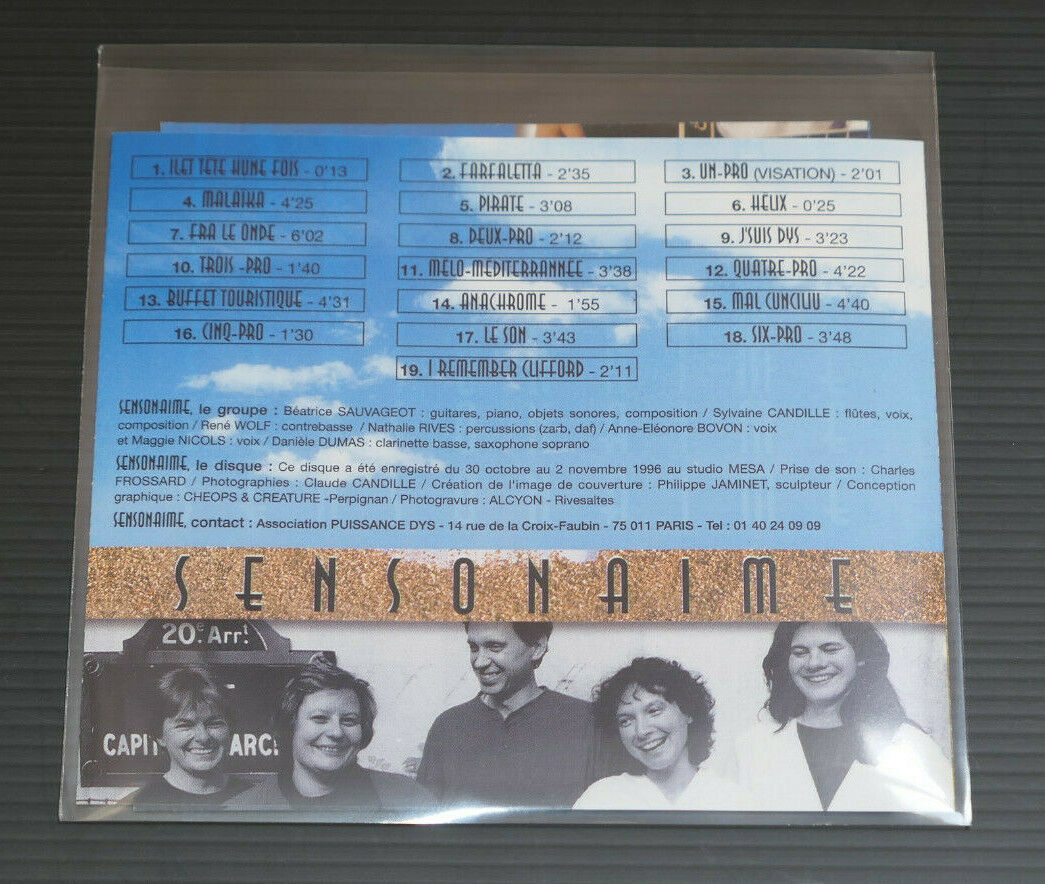 1. ILET TETE HUNE FOIS - 0'13
2. FARFALETTA - 2'35
3. UN-PRO (VISATION) - 2'01
4. MALAIKA - 4'25
5. PIRATE - 3'08
6. HELIX - 0'25
7. FRA LE ONDE - 6'02
8. DEUX-PRO - 2'12
9. J'SUIS DYS - 3'23
10. TROIS -PRO - 1'40
11. MELO-MEDITERRANNEE - 3'38
12. QUATRE-PRO - 4'22
13. BUFFET TOURISTIQUE - 4'31
14. ANACHROME - 1'55
15. MAL CUNCILIU - 4'40
16. CINQ-PRO - 1'30
17. LE SON - 3'43
18. SIX-PRO - 3'48
19. I REMEMBER CLIFFORD - 2'11
SENSONAIME, le groupe : Béatrice SAUVAGEOT : guitares, piano, objets sonores, composition / Sylvaine CANDILLE : flûtes, voix,
composition / René WOLF : contrebasse / Nathalie RIVES : percussions (zarb, daf) / Anne-Eléonore BOVON : voix
et Maggie NICOLS : voix / Danièle DUMAS : clarinette basse, saxophone soprano
SENSONAIME, le disque : Ce disque a été enregistré du 30 octobre au 2 novembre 1996 au studio MESA / Prise de son : Charles
FROSSARD / Photographies : Claude CANDILLE / Création de l'image de couverture : Philippe JAMINET, sculpteur / Conception
graphique : CHEOPS & CREATURE -Perpignan / Photogravure : ALCYON - Rivesaltes
SENSONAIME, contact : Association PUISSANCE DYS - 14 rue de la Croix-Faubin - 75 011 PARIS - Tel : 01 40 24 09 09
SENSONAIME
20e Arrt
CAPI ARC